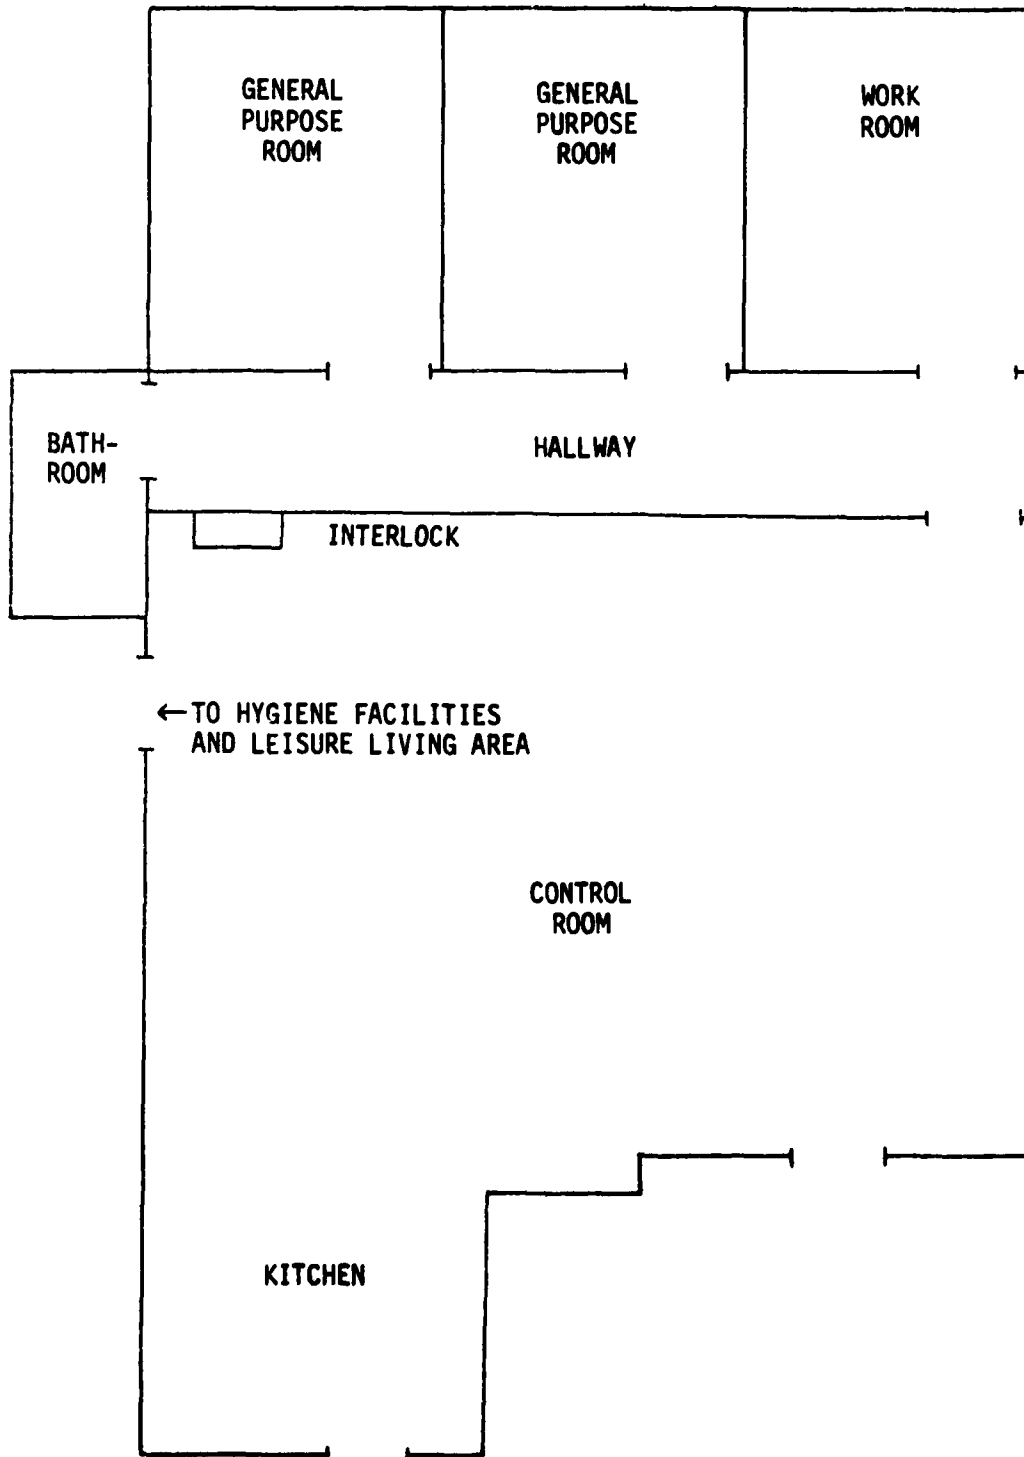 GENERAL
PURPOSE
ROOM
GENERAL
PURPOSE
ROOM
WORK
ROOM
BATH-
ROOM
HALLWAY
INTERLOCK
←TO HYGIENE FACILITIES
AND LEISURE LIVING AREA
CONTROL
ROOM
KITCHEN